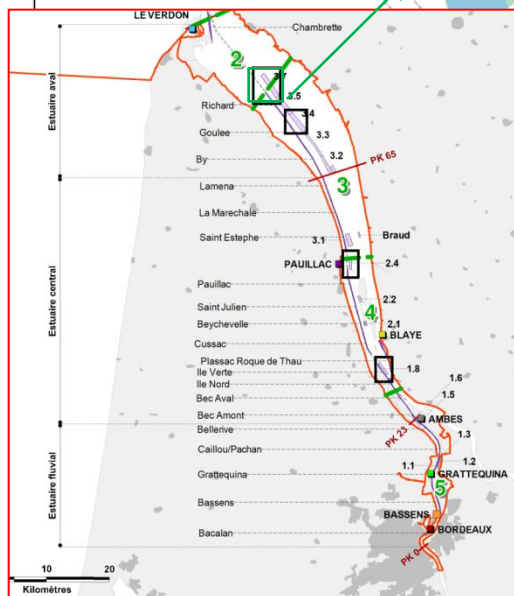 LE VERDON
Chambrette
2
3.7
3.5
Richard
3.4
Goulee
3.3
By
3.2
PK 65
Lamena
3
La Marechale
Saint Estephe
3.1
Braud
PAUILLAC
2.4
Pauillac
2.2
Saint Julien
4
Beychevelle
2.1
BLAYE
Cussac
Plassac Roque de Thau
1.8
Ile Verte
1.6
Ile Nord
1.5
Bec Aval
Bec Amont
AMBES
Bellerive
PK 23
1.3
Caillou/Pachan
1.2
1.1
Grattequina
GRATTEQUINA
5
Bassens
BASSENS
Bacalan
BORDEAUX
PK 0
Estuaire aval
Estuaire central
Estuaire fluvial
10 20
Kilomètres